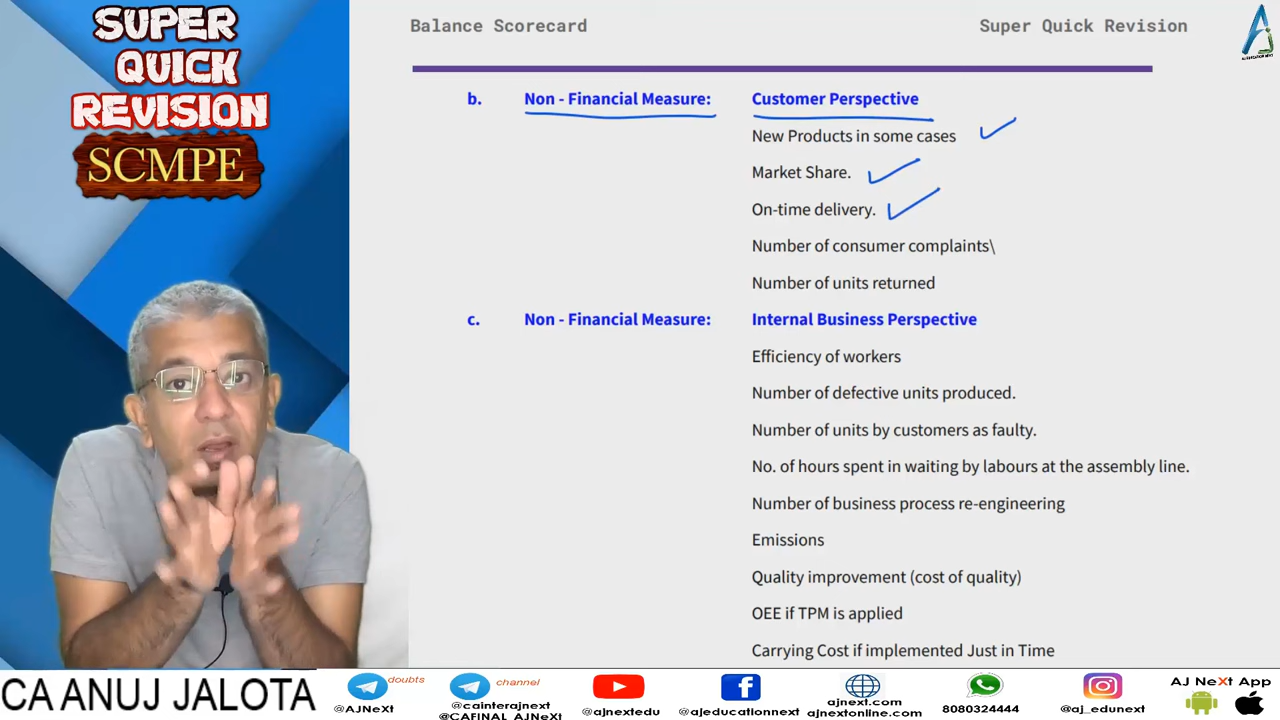 SUPER
QUICK
REVISION
SCMPE
Balance Scorecard
Super Quick Revision
b. Non - Financial Measure: Customer Perspective
New Products in some cases
Market Share.
On-time delivery.
Number of consumer complaints\
Number of units returned
c. Non - Financial Measure: Internal Business Perspective
Efficiency of workers
Number of defective units produced.
Number of units by customers as faulty.
No. of hours spent in waiting by labours at the assembly line.
Number of business process re-engineering
Emissions
Quality improvement (cost of quality)
OEE if TPM is applied
Carrying Cost if implemented Just in Time
CA ANUJ JALOTA
doubts
@AJNeXt
channel
@cainterajnext
@CAFINAL_AJNeXt
@ajnextedu
@ajeducationnext
ajnext.com
ajnextonline.com
8080324444
@aj_edunext
AJ NeXt App